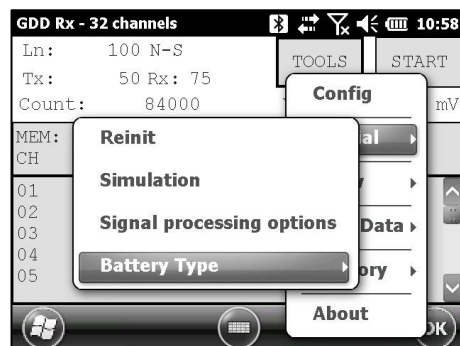 GDD Rx - 32 channels 10:58
Ln: 100 N-S
Tx: 50 Rx: 75
Count: 84000
TOOLS START
mV
Config
MEM:
CH
Reinit
Simulation
Signal processing options
Battery Type
Data
About
01
02
03
04
05